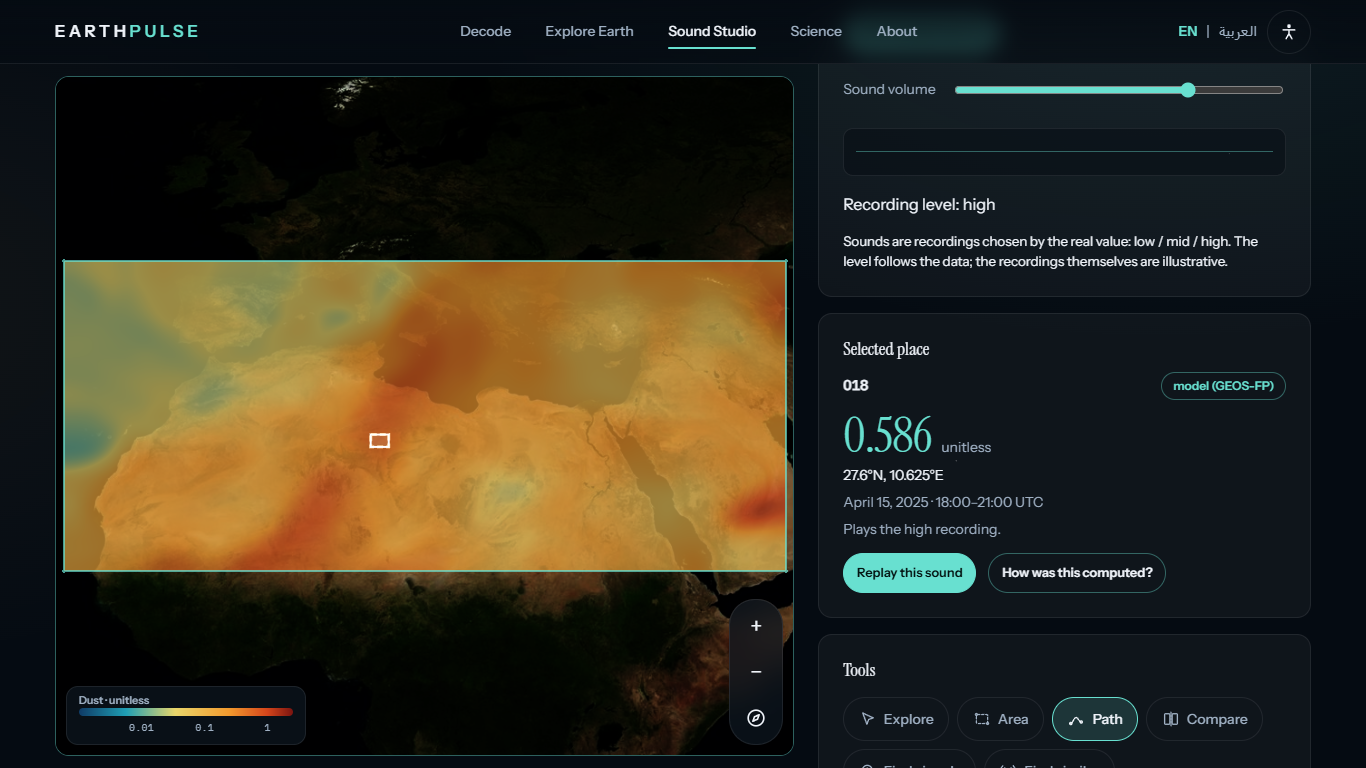 EARTHPULSE
Decode
Explore Earth
Sound Studio
Science
About
EN | العربية
Sound volume
Recording level: high
Sounds are recordings chosen by the real value: low / mid / high. The
level follows the data; the recordings themselves are illustrative.
Selected place
018
model (GEOS-FP)
0.586 unitless
27.6°N, 10.625°E
April 15, 2025 · 18:00–21:00 UTC
Plays the high recording.
Replay this sound
How was this computed?
Tools
Explore
Area
Path
Compare
Dust · unitless
0.01 0.1 1